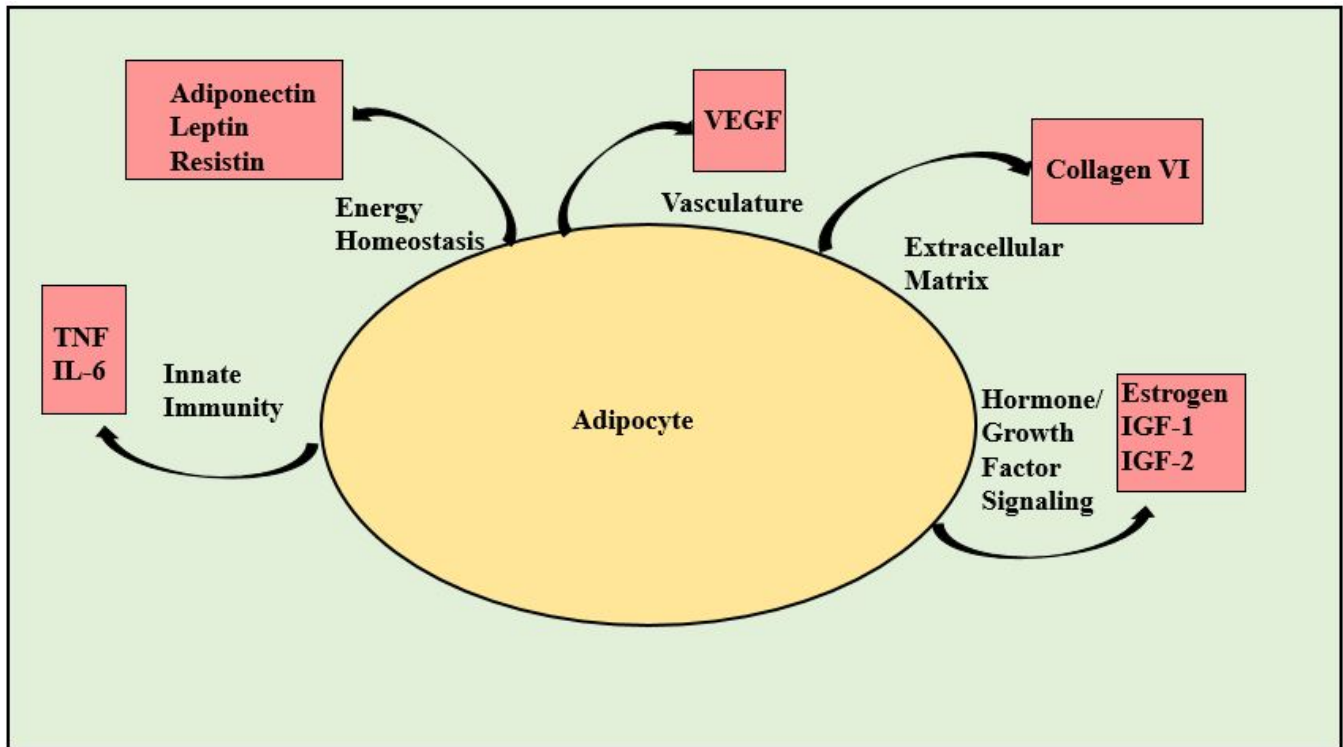 Adiponectin
Leptin
Resistin
Energy
Homeostasis
VEGF
Vasculature
Collagen VI
Extracellular
Matrix
TNF
IL-6
Innate
Immunity
Adipocyte
Hormone/
Growth
Factor
Signaling
Estrogen
IGF-1
IGF-2